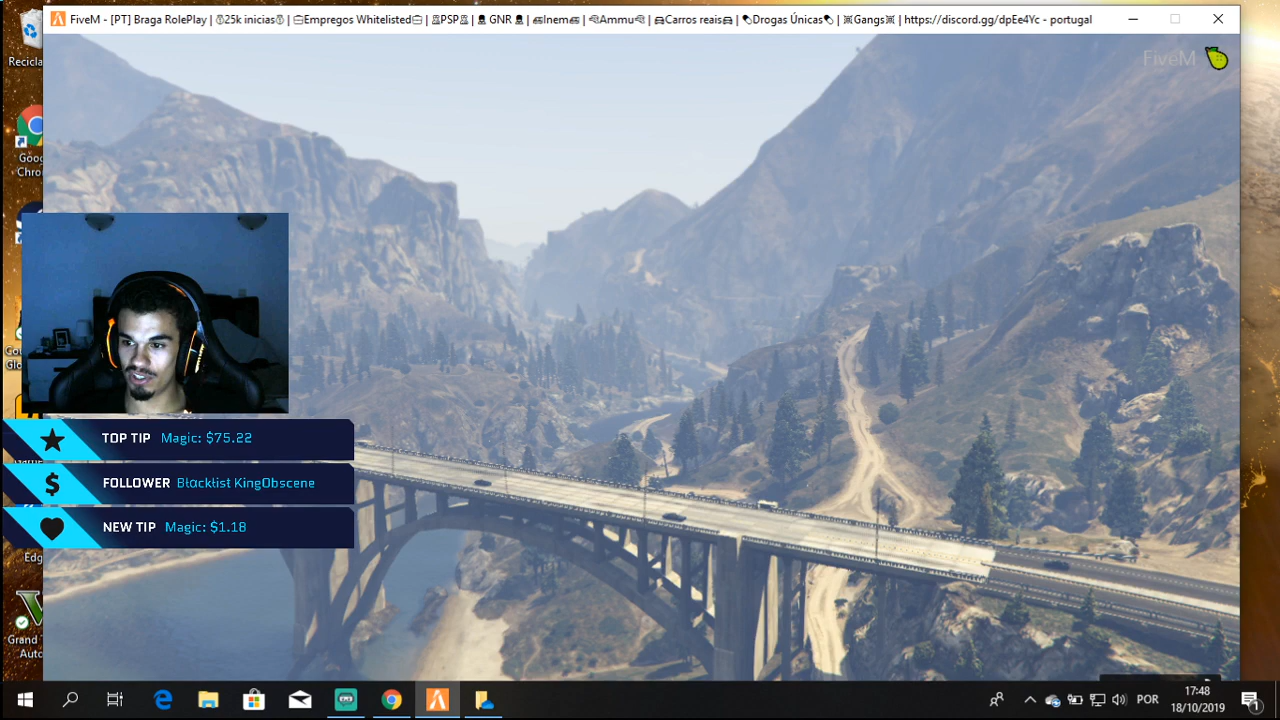 FiveM - [PT] Braga RolePlay | 25k inicias | Empregos Whitelisted | PSP | GNR | Inem | Ammu | Carros reais | Drogas Únicas | Gangs | https://discord.gg/dpEe4Yc - portugal
FiveM
Recicla
Goo
Chro
TOP TIP Magic: $75.22
FOLLOWER Blacklist KingObscene
NEW TIP Magic: $1.18
Edg
Grand
Auto
POR
17:48
18/10/2019
1